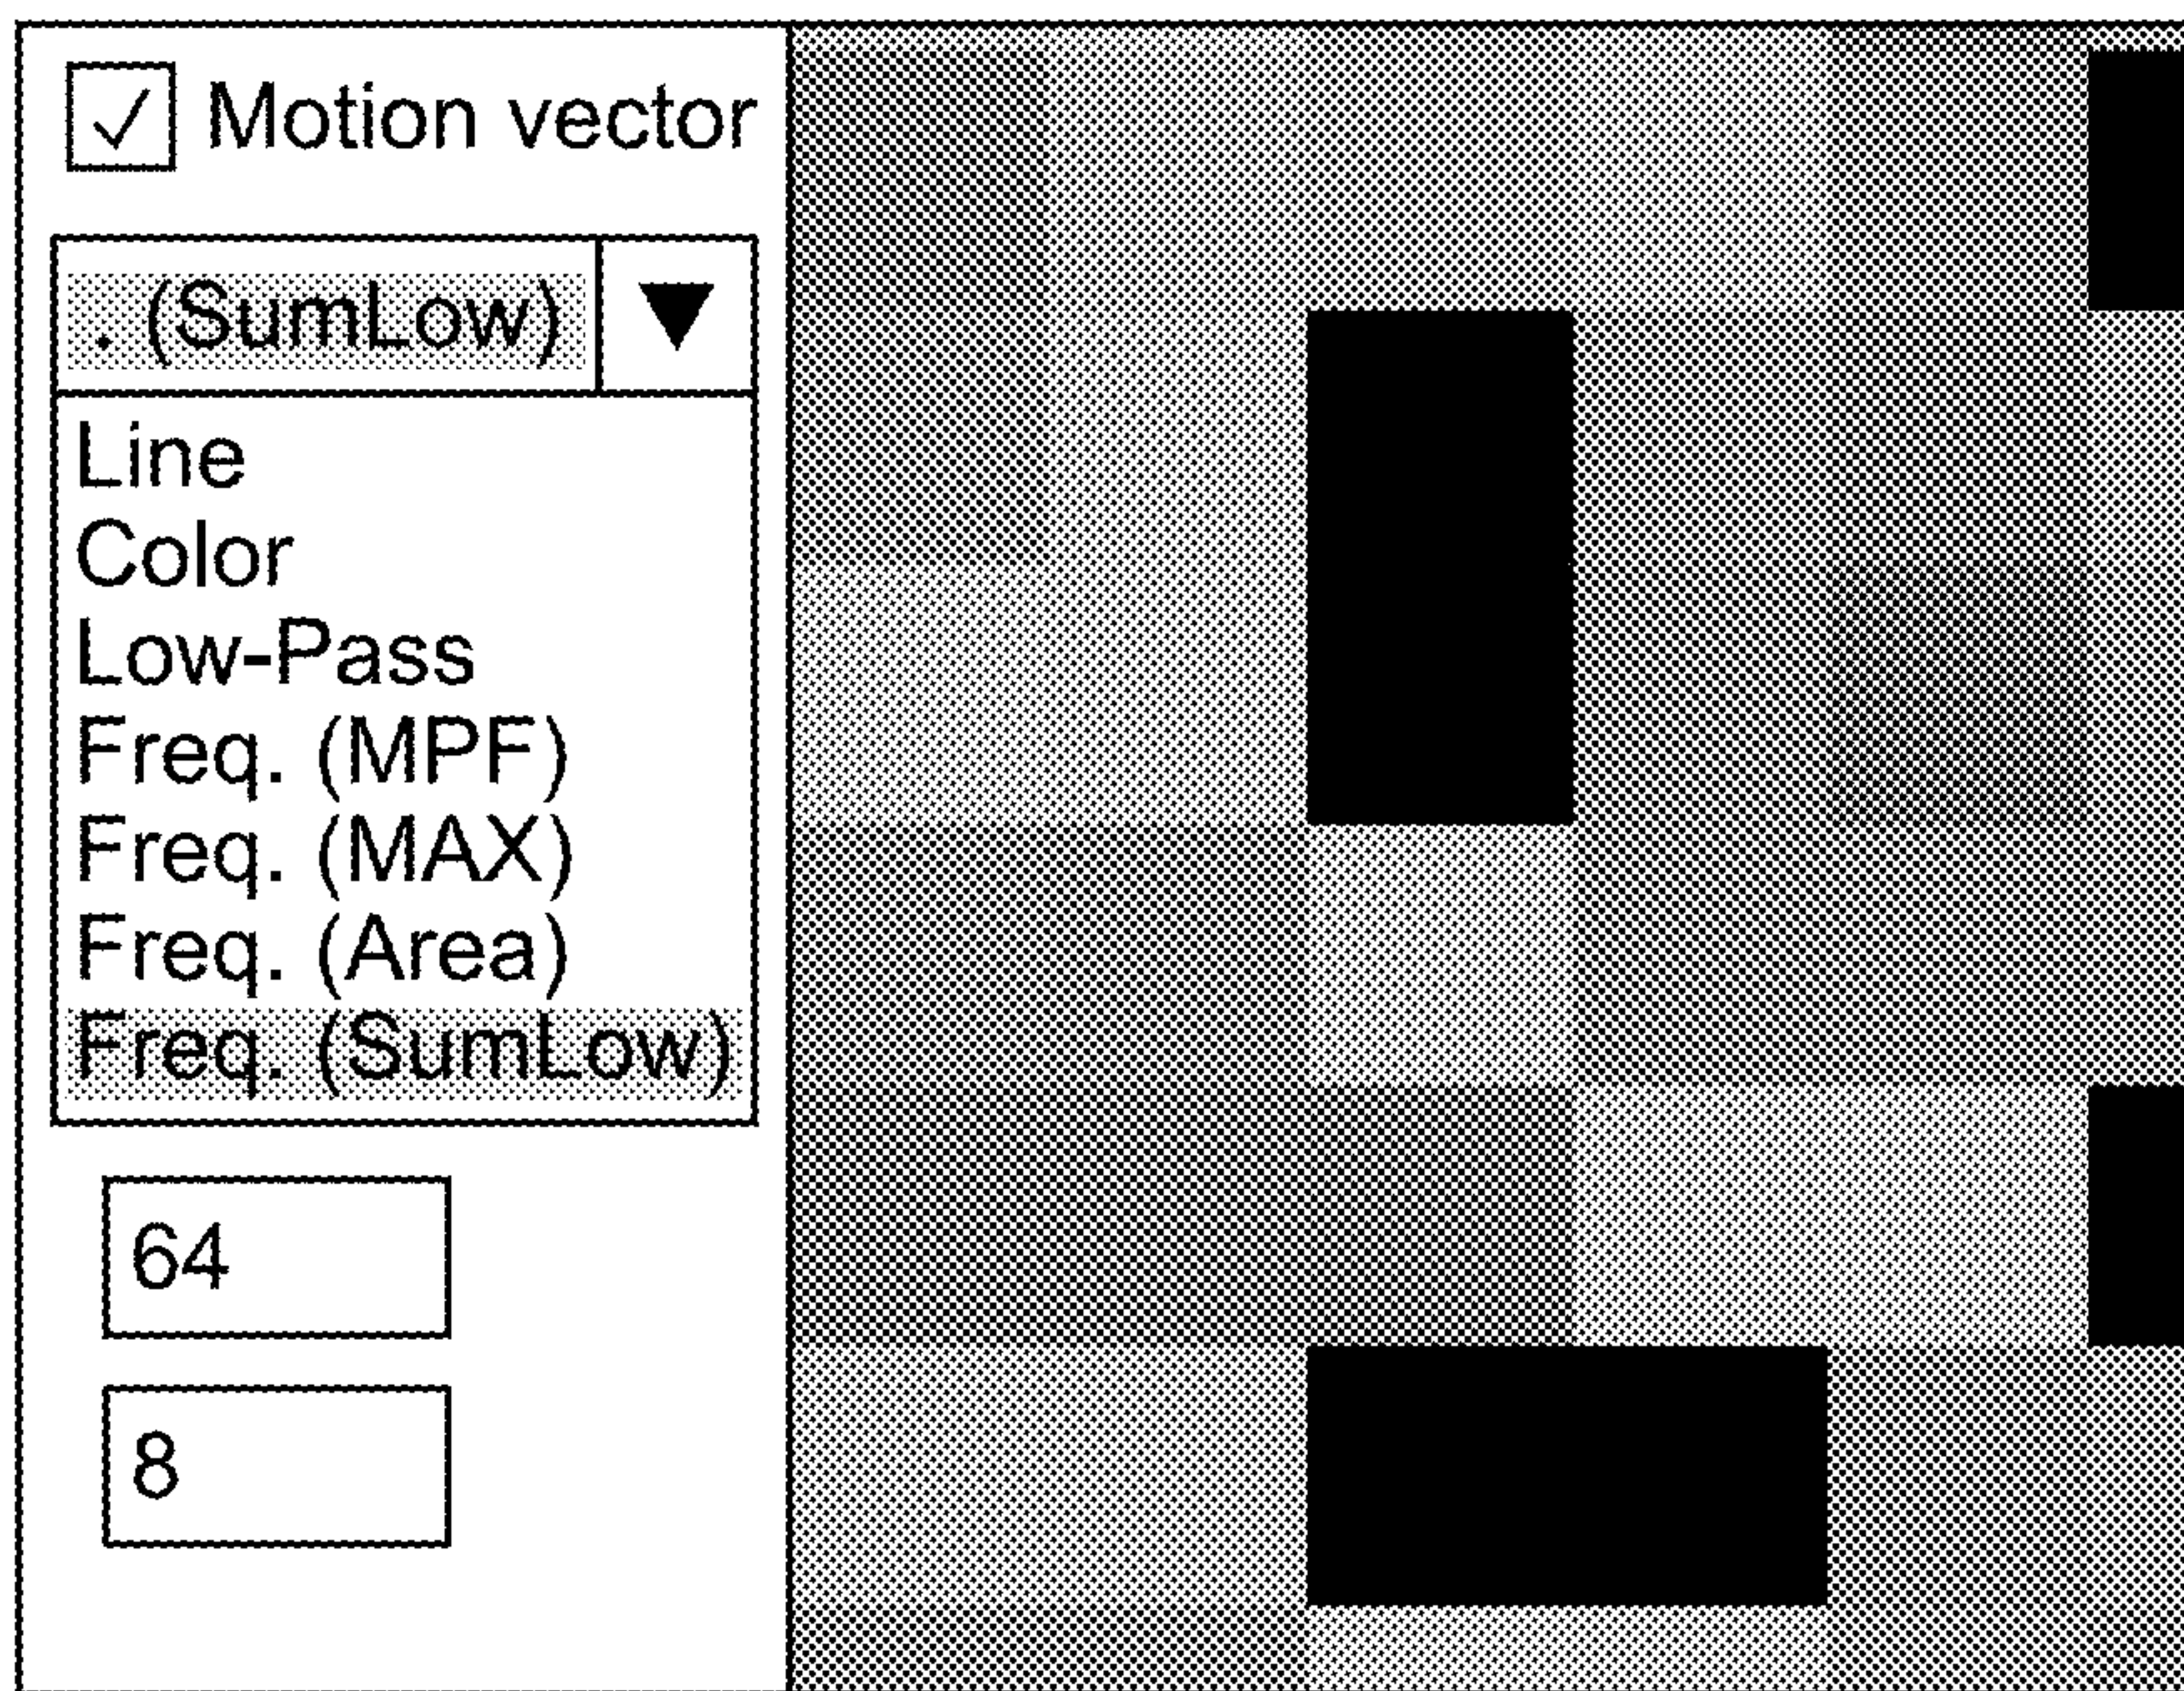 Motion vector
. (SumLow)
Line
Color
Low-Pass
Freq. (MPF)
Freq. (MAX)
Freq. (Area)
Freq. (SumLow)
64
8